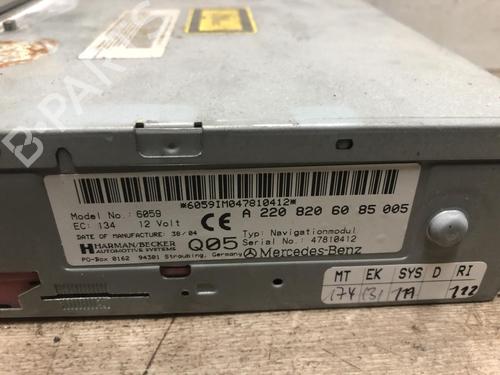 B-PARTS
*6059IM047810412*
Model No.: 6059
EC: 134 12 Volt CE A 220 820 60 85 005
DATE OF MANUFACTURE: 38/04
HARMAN/BECKER AUTOMOTIVE SYSTEMS Q05 Typ: Navigationmodul
Serial No.: 47810412
PO-Box 0162 94301 Straubing, Germany Mercedes-Benz
MT EK SYS D RI
174 131 112